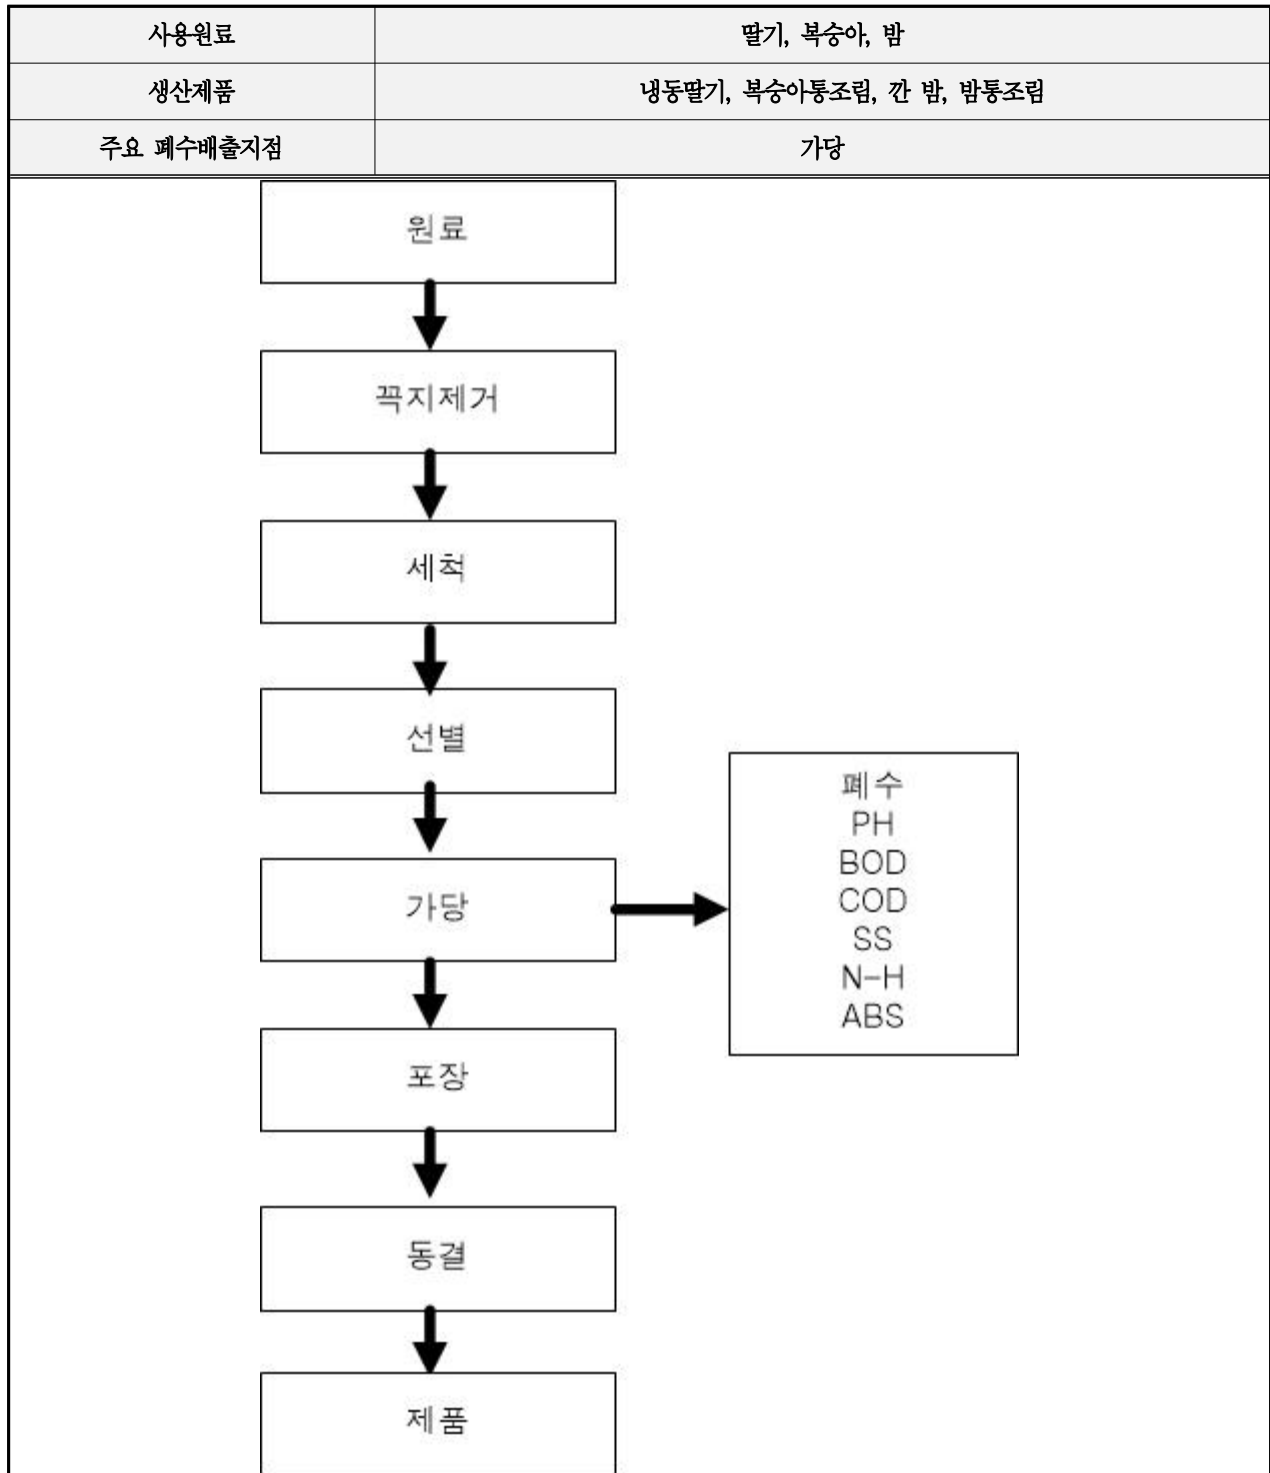 사용원료 딸기, 복숭아, 밤
생산제품 냉동딸기, 복숭아통조림, 깐 밤, 밤통조림
주요 폐수배출지점 가당
원료
꼭지제거
세척
선별
가당
폐수
PH
BOD
COD
SS
N-H
ABS
포장
동결
제품